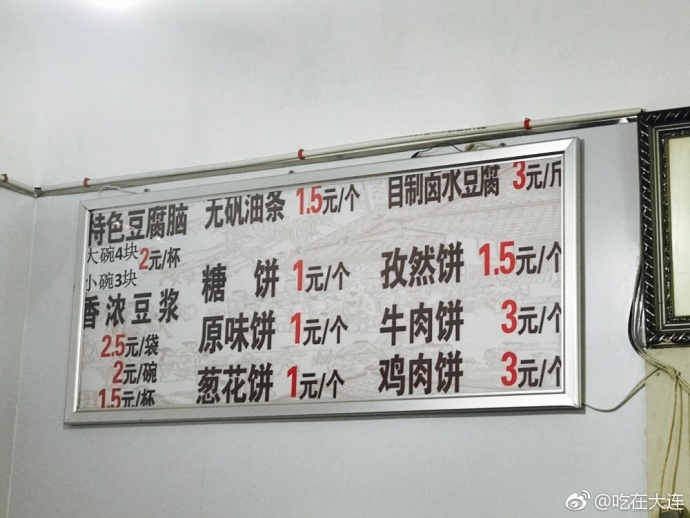 特色豆腐脑
大碗4块
2元/杯
小碗3块
香浓豆浆
2.5元/袋
2元/碗
1.5元/杯
无矾油条 1.5元/个
糖 饼 1元/个
原味饼 1元/个
葱花饼 1元/个
目制卤水豆腐 3元/斤
孜然饼 1.5元/个
牛肉饼 3元/个
鸡肉饼 3元/个
@吃在大连